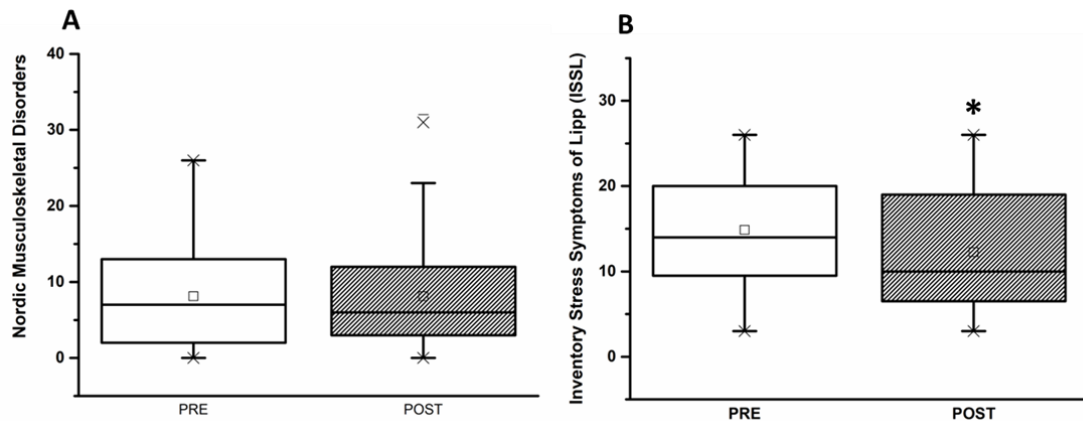 A
Nordic Musculoskeletal Disorders
40
30
20
10
0
PRE
POST
B
Inventory Stress Symptoms of Lipp (ISSL)
30
20
10
0
*
PRE
POST